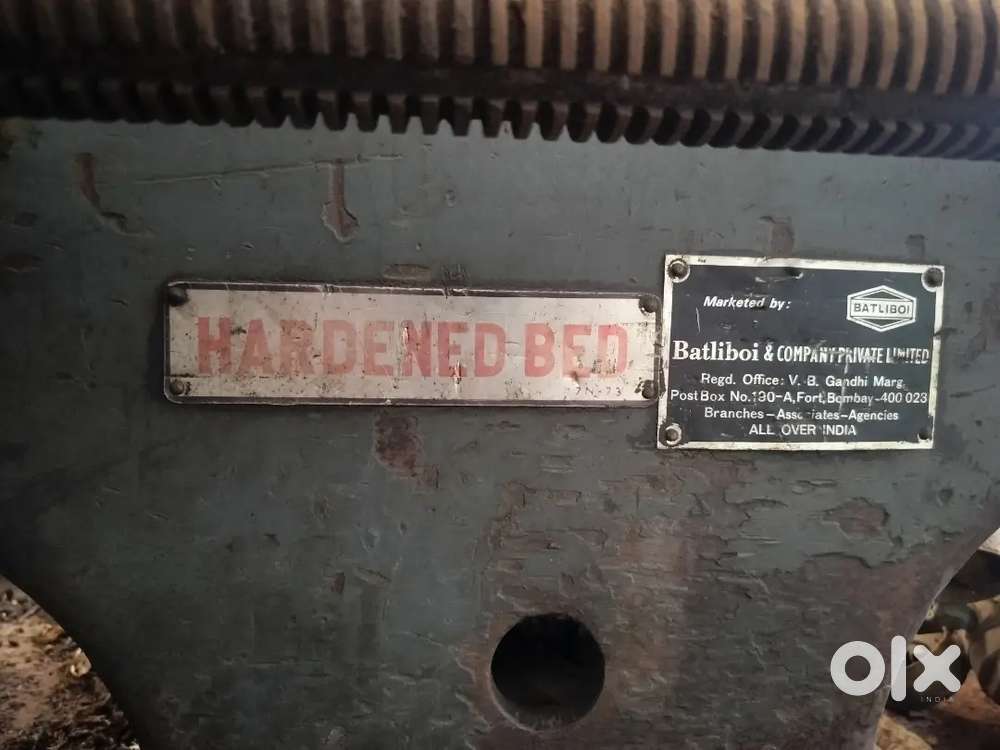 HARDENED BED
Marketed by:
BATLIBOI
Batliboi & COMPANY PRIVATE LIMITED
Regd. Office: V. B. Gandhi Marg
Post Box No. 190-A, Fort, Bombay-400 023
Branches-Associates-Agencies
ALL OVER INDIA
olx
INDIA